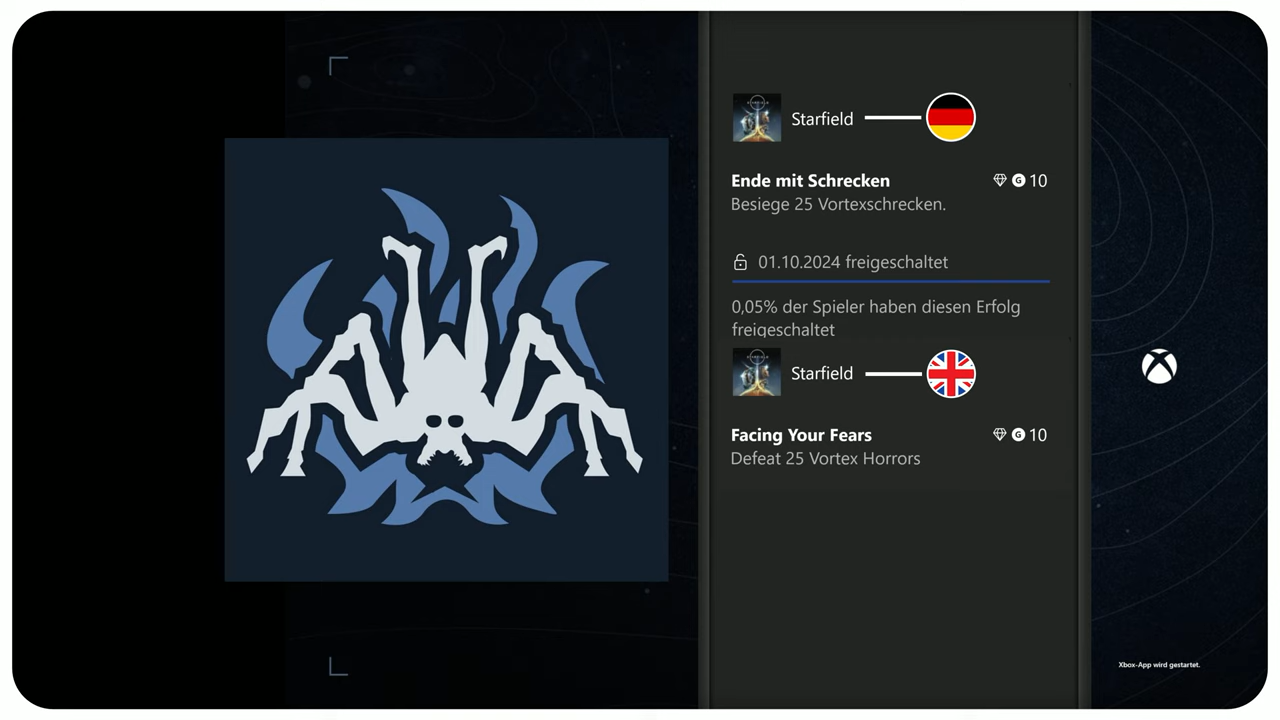 Starfield
Ende mit Schrecken G 10
Besiege 25 Vortexschrecken.
01.10.2024 freigeschaltet
0,05% der Spieler haben diesen Erfolg
freigeschaltet
Starfield
Facing Your Fears G 10
Defeat 25 Vortex Horrors
Xbox-App wird gestartet.